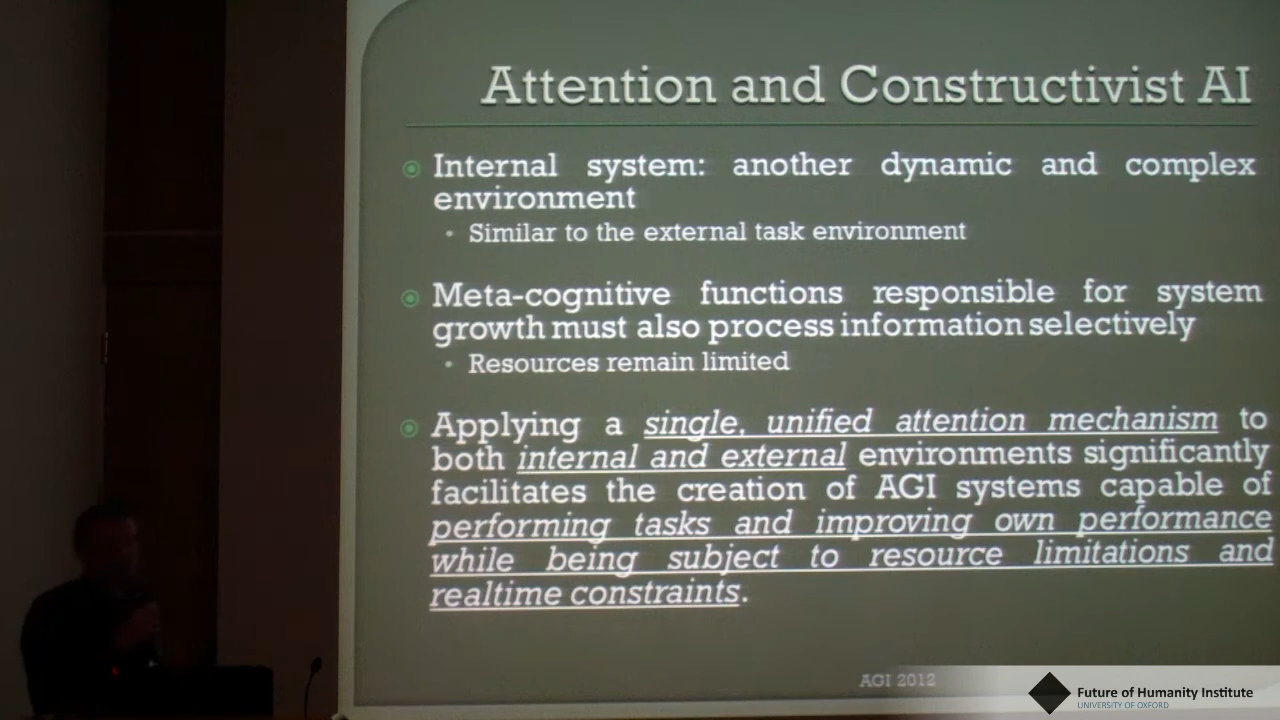 Attention and Constructivist AI
Internal system: another dynamic and complex
environment
Similar to the external task environment
Meta-cognitive functions responsible for system
growth must also process information selectively
Resources remain limited
Applying a single, unified attention mechanism to
both internal and external environments significantly
facilitates the creation of AGI systems capable of
performing tasks and improving own performance
while being subject to resource limitations and
realtime constraints.
AGI 2012
Future of Humanity Institute
UNIVERSITY OF OXFORD